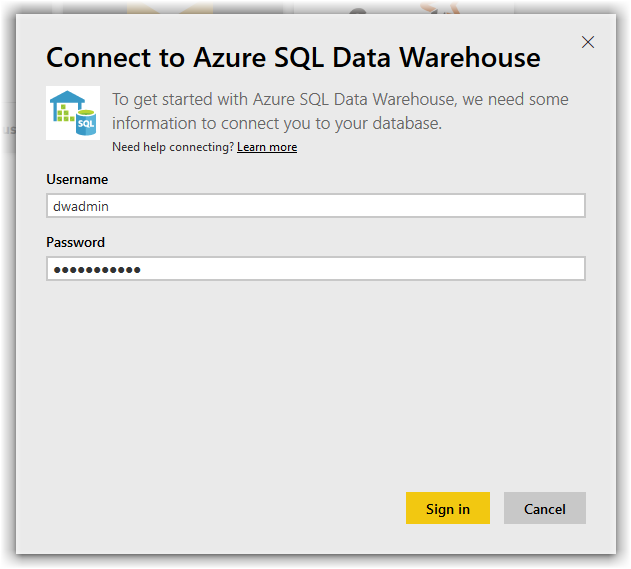 Connect to Azure SQL Data Warehouse
To get started with Azure SQL Data Warehouse, we need some
information to connect you to your database.
SQL
Need help connecting? Learn more
us
Username
dwadmin
Password
●●●●●●●●●●●
Sign in
Cancel